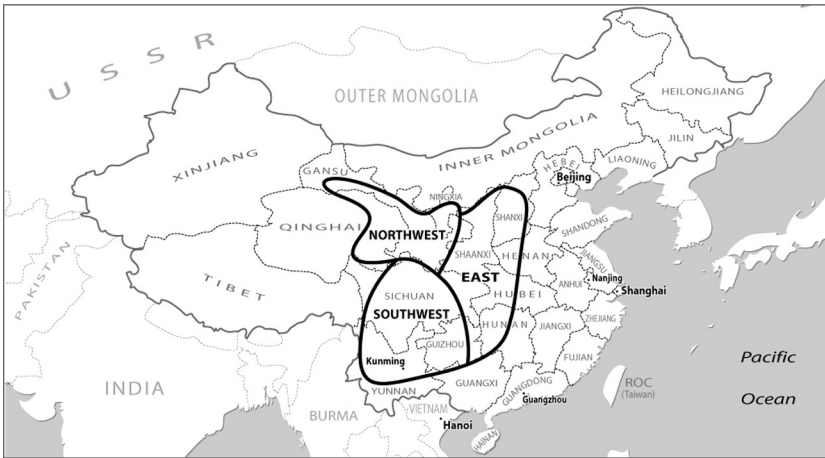 USSR
OUTER MONGOLIA
HEILONGJIANG
JILIN
INNER MONGOLIA
LIAONING
HEBEI
Beijing
XINJIANG
GANSU
NINGXIA
SHANXI
SHANDONG
QINGHAI
NORTHWEST
SHAANXI
HENAN
JIANGSU
PAKISTAN
TIBET
EAST
Nanjing
ANHUI
Shanghai
SICHUAN
HUBEI
SOUTHWEST
ZHEJIANG
HUNAN
JIANGXI
GUIZHOU
Kunming
FUJIAN
Pacific
Ocean
INDIA
YUNNAN
GUANGXI
GUANGDONG
Guangzhou
ROC
(Taiwan)
BURMA
VIETNAM
Hanoi
HAINAN